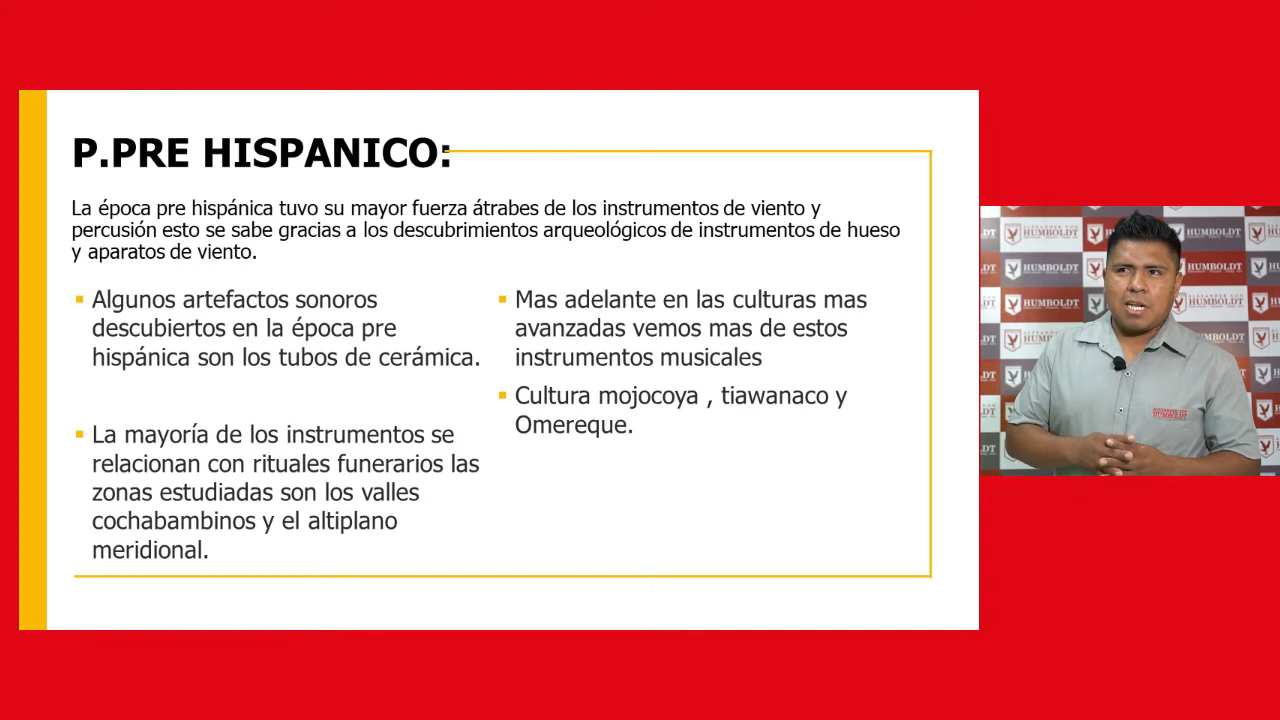 P.PRE HISPANICO:
La época pre hispánica tuvo su mayor fuerza átrabes de los instrumentos de viento y
percusión esto se sabe gracias a los descubrimientos arqueológicos de instrumentos de hueso
y aparatos de viento.
Algunos artefactos sonoros
descubiertos en la época pre
hispánica son los tubos de cerámica.
La mayoría de los instrumentos se
relacionan con rituales funerarios las
zonas estudiadas son los valles
cochabambinos y el altiplano
meridional.
Mas adelante en las culturas mas
avanzadas vemos mas de estos
instrumentos musicales
Cultura mojocoya , tiawanaco y
Omereque.
HUMBOLDT
HUMBOLDT
HUMBOLDT
ALEXANDER VON
HUMBOLDT